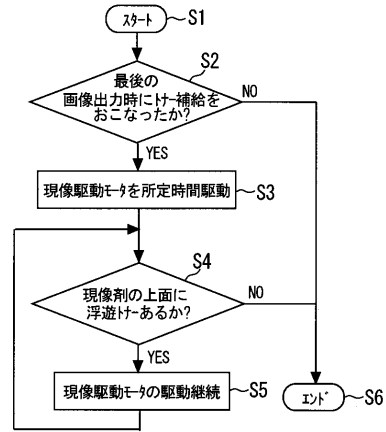 スタート
S1
最後の
画像出力時にトナー補給を
おこなったか?
S2
NO
YES
現像駆動モータを所定時間駆動
S3
現像剤の上面に
浮遊トナーあるか?
S4
NO
YES
現像駆動モータの駆動継続
S5
エンド
S6